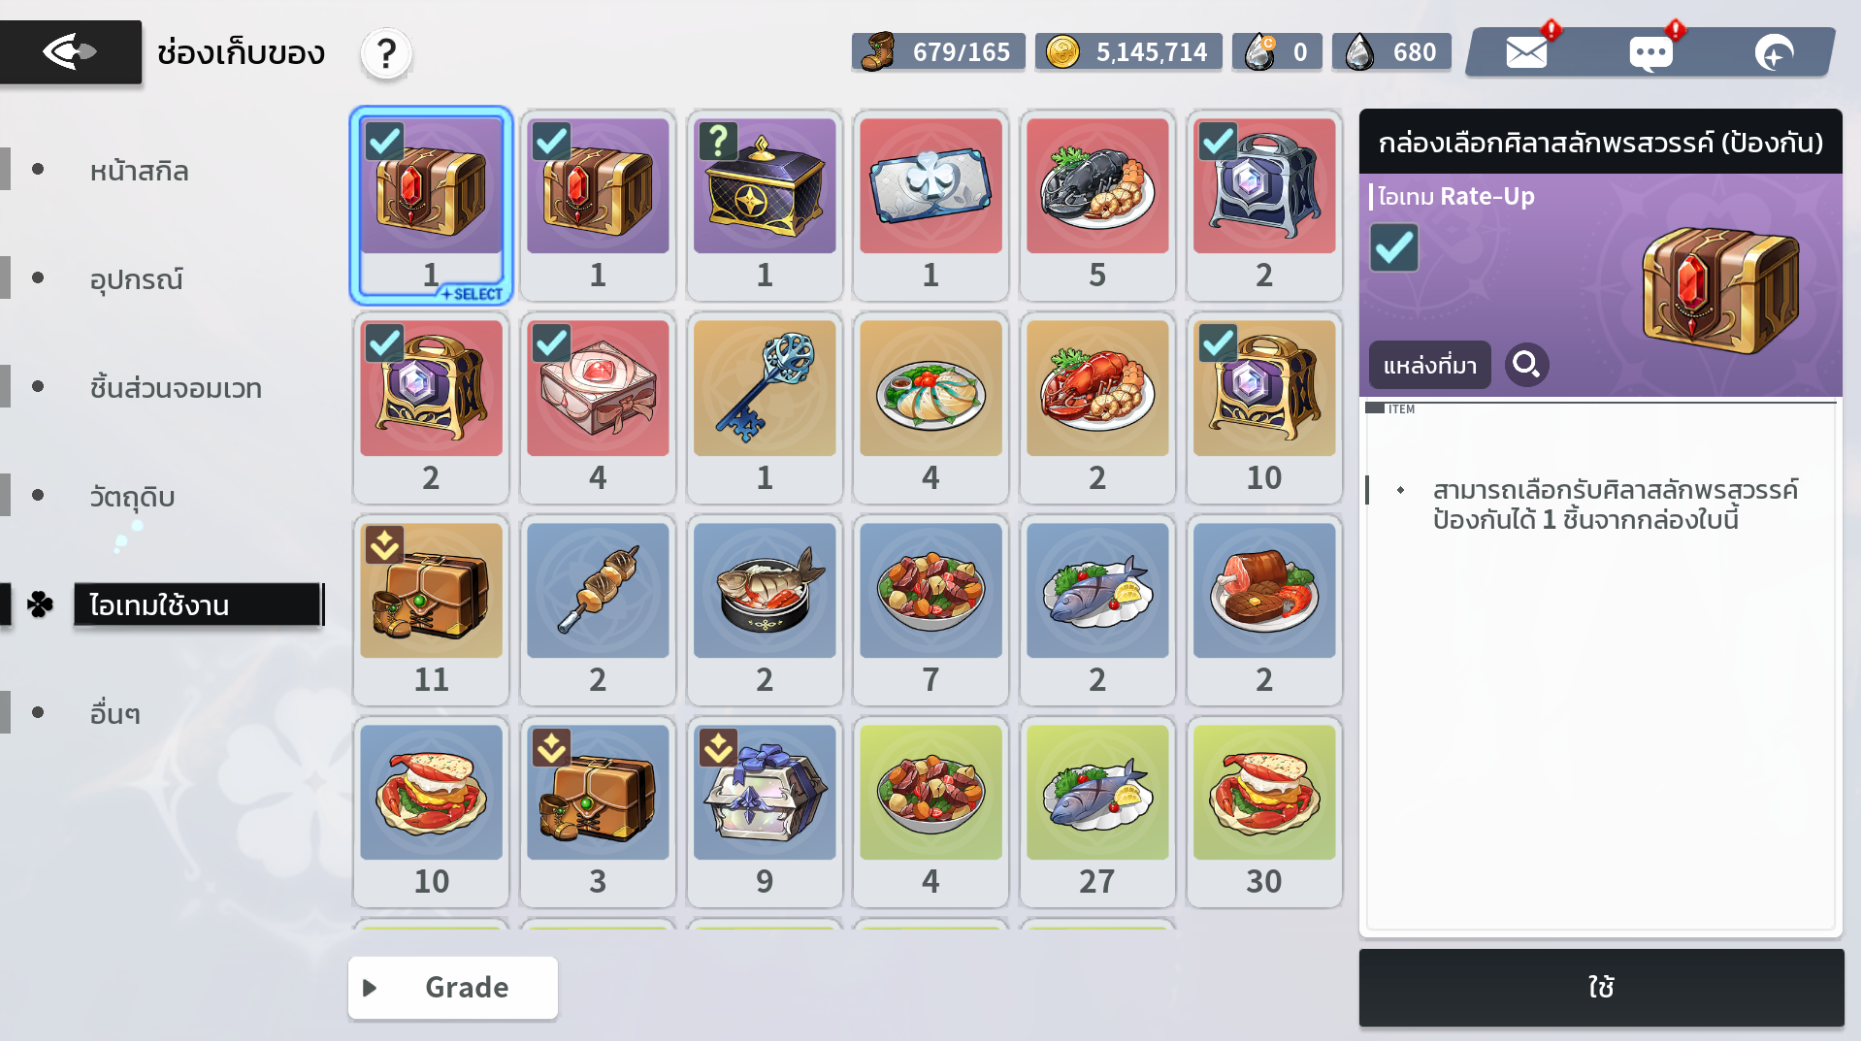 ช่องเก็บของ
?
679/165
5,145,714
0
680
หน้าสกิล
อุปกรณ์
ชิ้นส่วนจอมเวท
วัตถุดิบ
ไอเทมใช้งาน
อื่นๆ
1
SELECT
1
1
1
5
2
2
4
1
4
2
10
11
2
2
7
2
2
10
3
9
4
27
30
Grade
กล่องเลือกศิลาสลักพรสวรรค์ (ป้องกัน)
ไอเทม Rate-Up
แหล่งที่มา
ITEM
สามารถเลือกรับศิลาสลักพรสวรรค์
ป้องกันได้ 1 ชิ้นจากกล่องใบนี้
ใช้